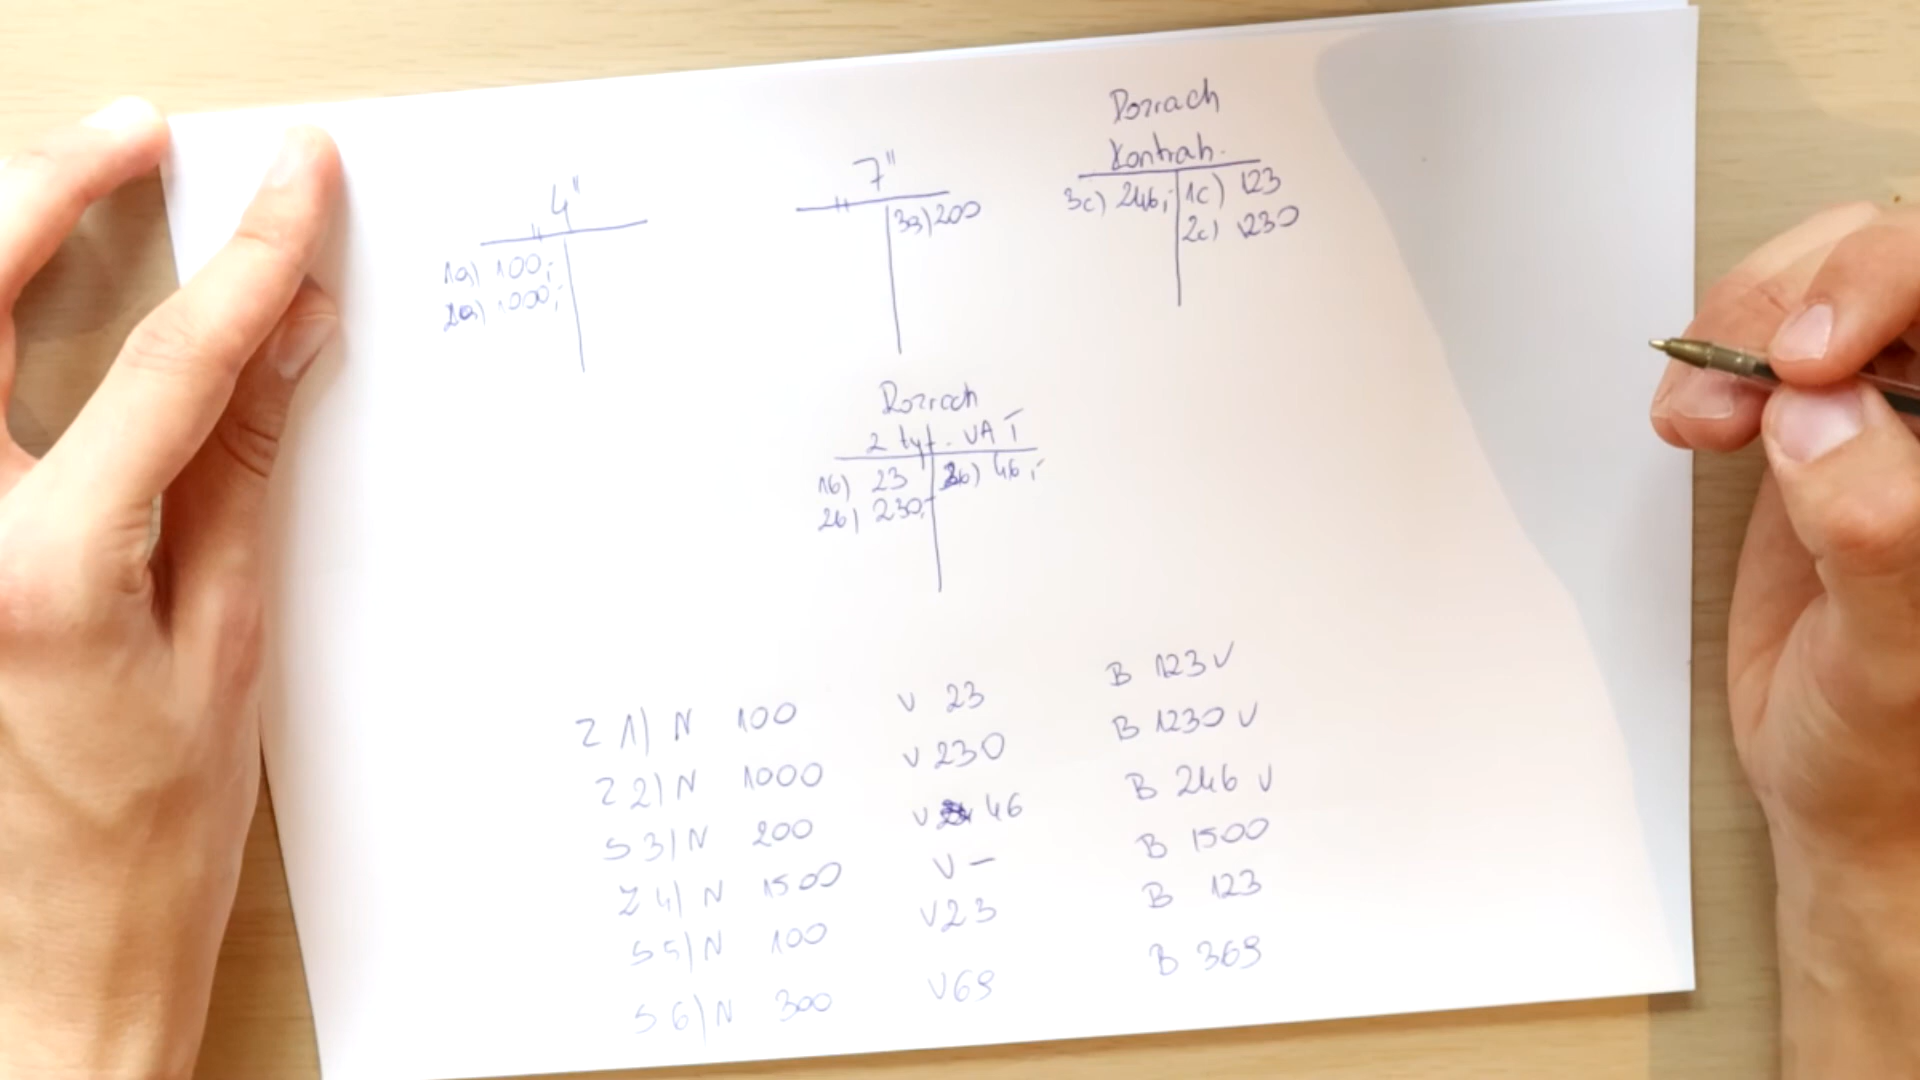 4"
1a) 100,-
2a) 1000,-
7"
3a) 200
Rozrach
Kontrah.
3c) 246,- 1c) 123
2c) 1230
Rozrach
z tyt. VAT
1b) 23 3b) 46,-
2b) 230,-
Z 1) N 100 V 23 B 123 V
Z 2) N 1000 V 230 B 1230 V
S 3) N 200 V 46 B 246 V
Z 4) N 1500 V — B 1500
S 5) N 100 V 23 B 123
S 6) N 300 V 69 B 369